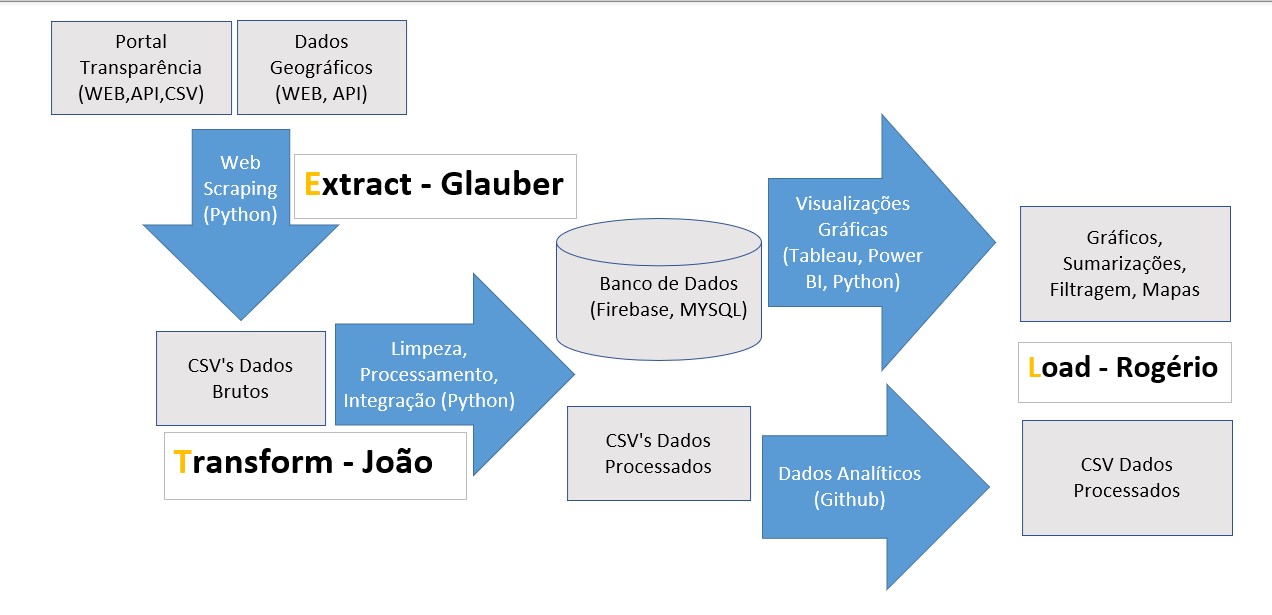 Portal
Transparência
(WEB,API,CSV)
Dados
Geográficos
(WEB, API)
Web
Scraping
(Python)
Extract - Glauber
CSV's Dados
Brutos
Limpeza,
Processamento,
Integração (Python)
Transform - João
Banco de Dados
(Firebase, MYSQL)
CSV's Dados
Processados
Visualizações
Gráficas
(Tableau, Power
BI, Python)
Dados Analíticos
(Github)
Gráficos,
Sumarizações,
Filtragem, Mapas
Load - Rogério
CSV Dados
Processados